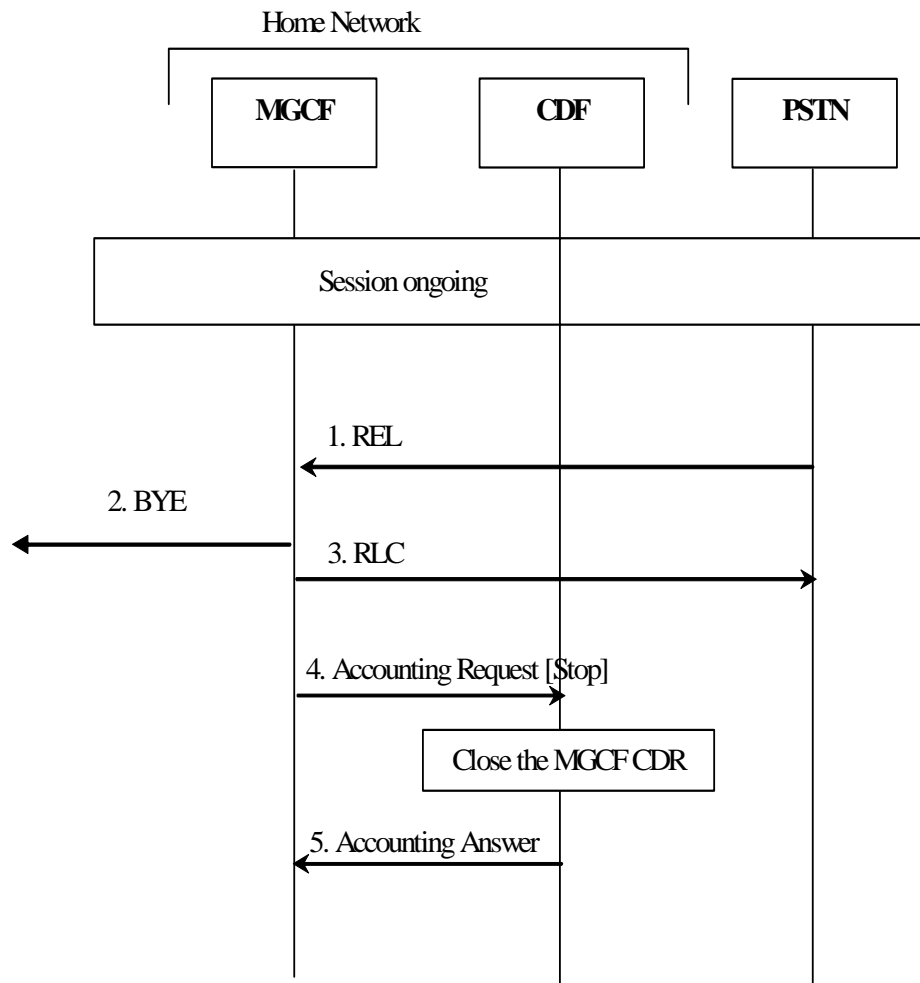 Home Network
MGCF
CDF
PSTN
Session ongoing
1. REL
2. BYE
3. RLC
4. Accounting Request [Stop]
Close the MGCF CDR
5. Accounting Answer